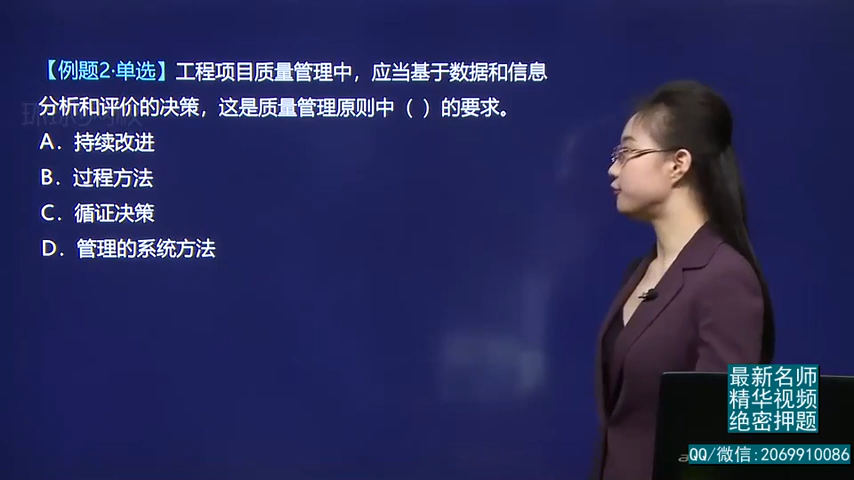 【例题2·单选】工程项目质量管理中，应当基于数据和信息
分析和评价的决策，这是质量管理原则中（ ）的要求。
A．持续改进
B．过程方法
C．循证决策
D．管理的系统方法
最新名师
精华视频
绝密押题
QQ/微信:2069910086